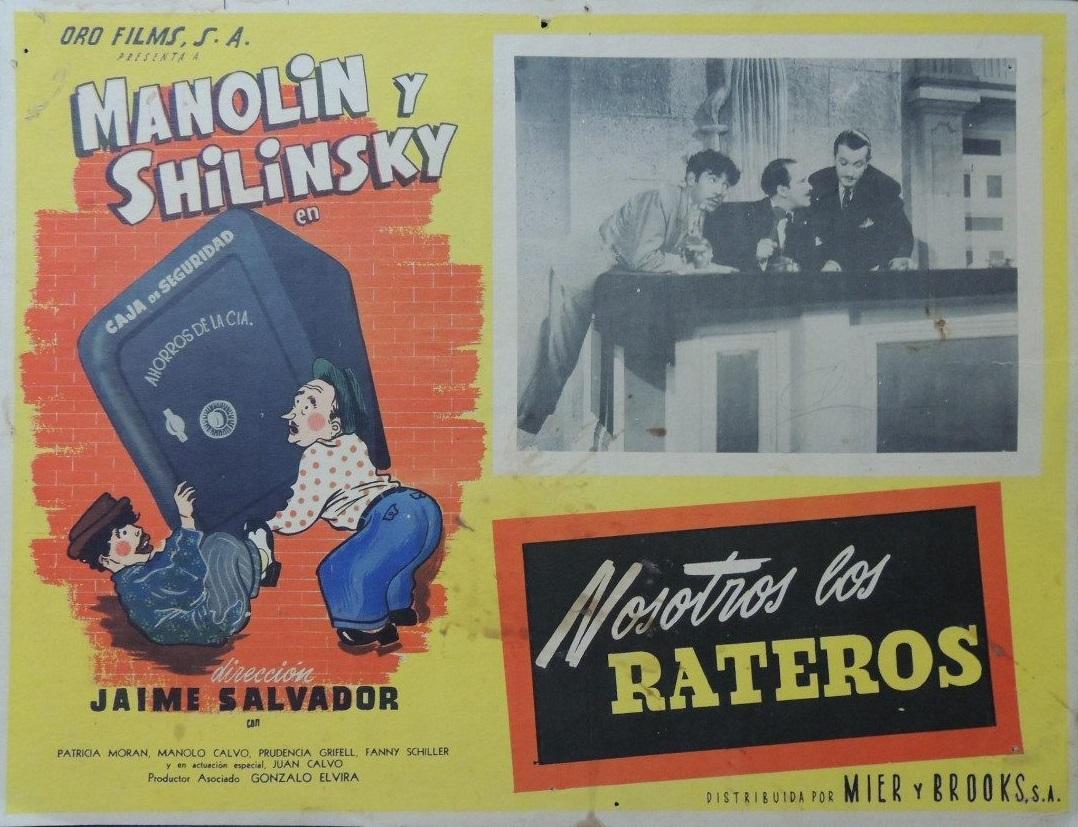 ORO FILMS, S.A.
PRESENTA A
MANOLiN Y
SHiLiNSKY
en
CAJA DE SEGURIDAD
AHORROS DE LA CIA.
dirección
JAIME SALVADOR
con
PATRICIA MORAN, MANOLO CALVO, PRUDENCIA GRIFELL, FANNY SCHILLER
y en actuación especial, JUAN CALVO
Productor Asociado GONZALO ELVIRA
Nosotros los
RATEROS
DISTRIBUIDA POR MIER Y BROOKS, S.A.